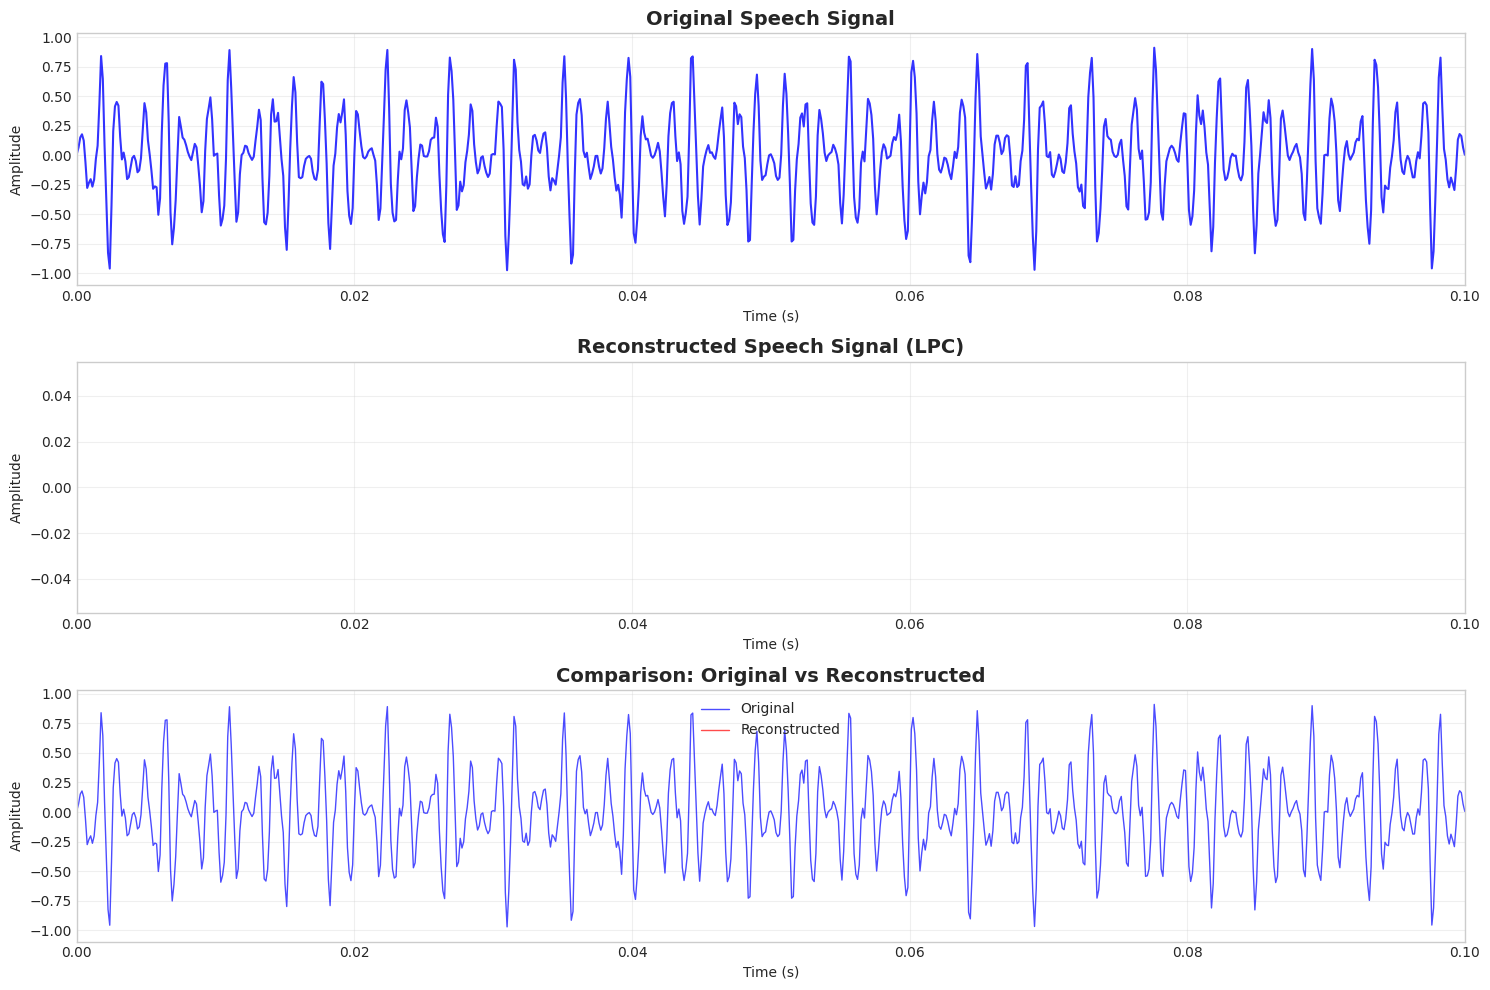 Original Speech Signal
1.00
0.75
0.50
0.25
0.00
−0.25
−0.50
−0.75
−1.00
Amplitude
0.00 0.02 0.04 0.06 0.08 0.10
Time (s)
Reconstructed Speech Signal (LPC)
0.04
0.02
0.00
−0.02
−0.04
Amplitude
0.00 0.02 0.04 0.06 0.08 0.10
Time (s)
Comparison: Original vs Reconstructed
Original
Reconstructed
1.00
0.75
0.50
0.25
0.00
−0.25
−0.50
−0.75
−1.00
Amplitude
0.00 0.02 0.04 0.06 0.08 0.10
Time (s)